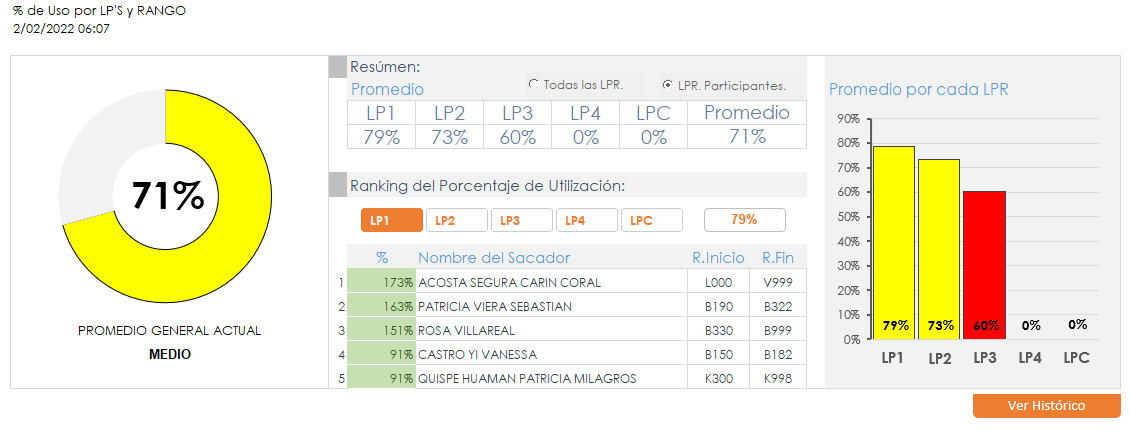 % de Uso por LP'S y RANGO
2/02/2022 06:07
71%
PROMEDIO GENERAL ACTUAL
MEDIO
Resúmen:
Promedio
Todas las LPR.
LPR. Participantes.
LP1 LP2 LP3 LP4 LPC Promedio
79% 73% 60% 0% 0% 71%
Ranking del Porcentaje de Utilización:
LP1 LP2 LP3 LP4 LPC 79%
% Nombre del Sacador R.Inicio R.Fin
1 173% ACOSTA SEGURA CARIN CORAL L000 V999
2 163% PATRICIA VIERA SEBASTIAN B190 B322
3 151% ROSA VILLAREAL B330 B999
4 91% CASTRO YI VANESSA B150 B182
5 91% QUISPE HUAMAN PATRICIA MILAGROS K300 K998
Promedio por cada LPR
90%
80%
70%
60%
50%
40%
30%
20%
10%
0%
79% 73% 60% 0% 0%
LP1 LP2 LP3 LP4 LPC
Ver Histórico